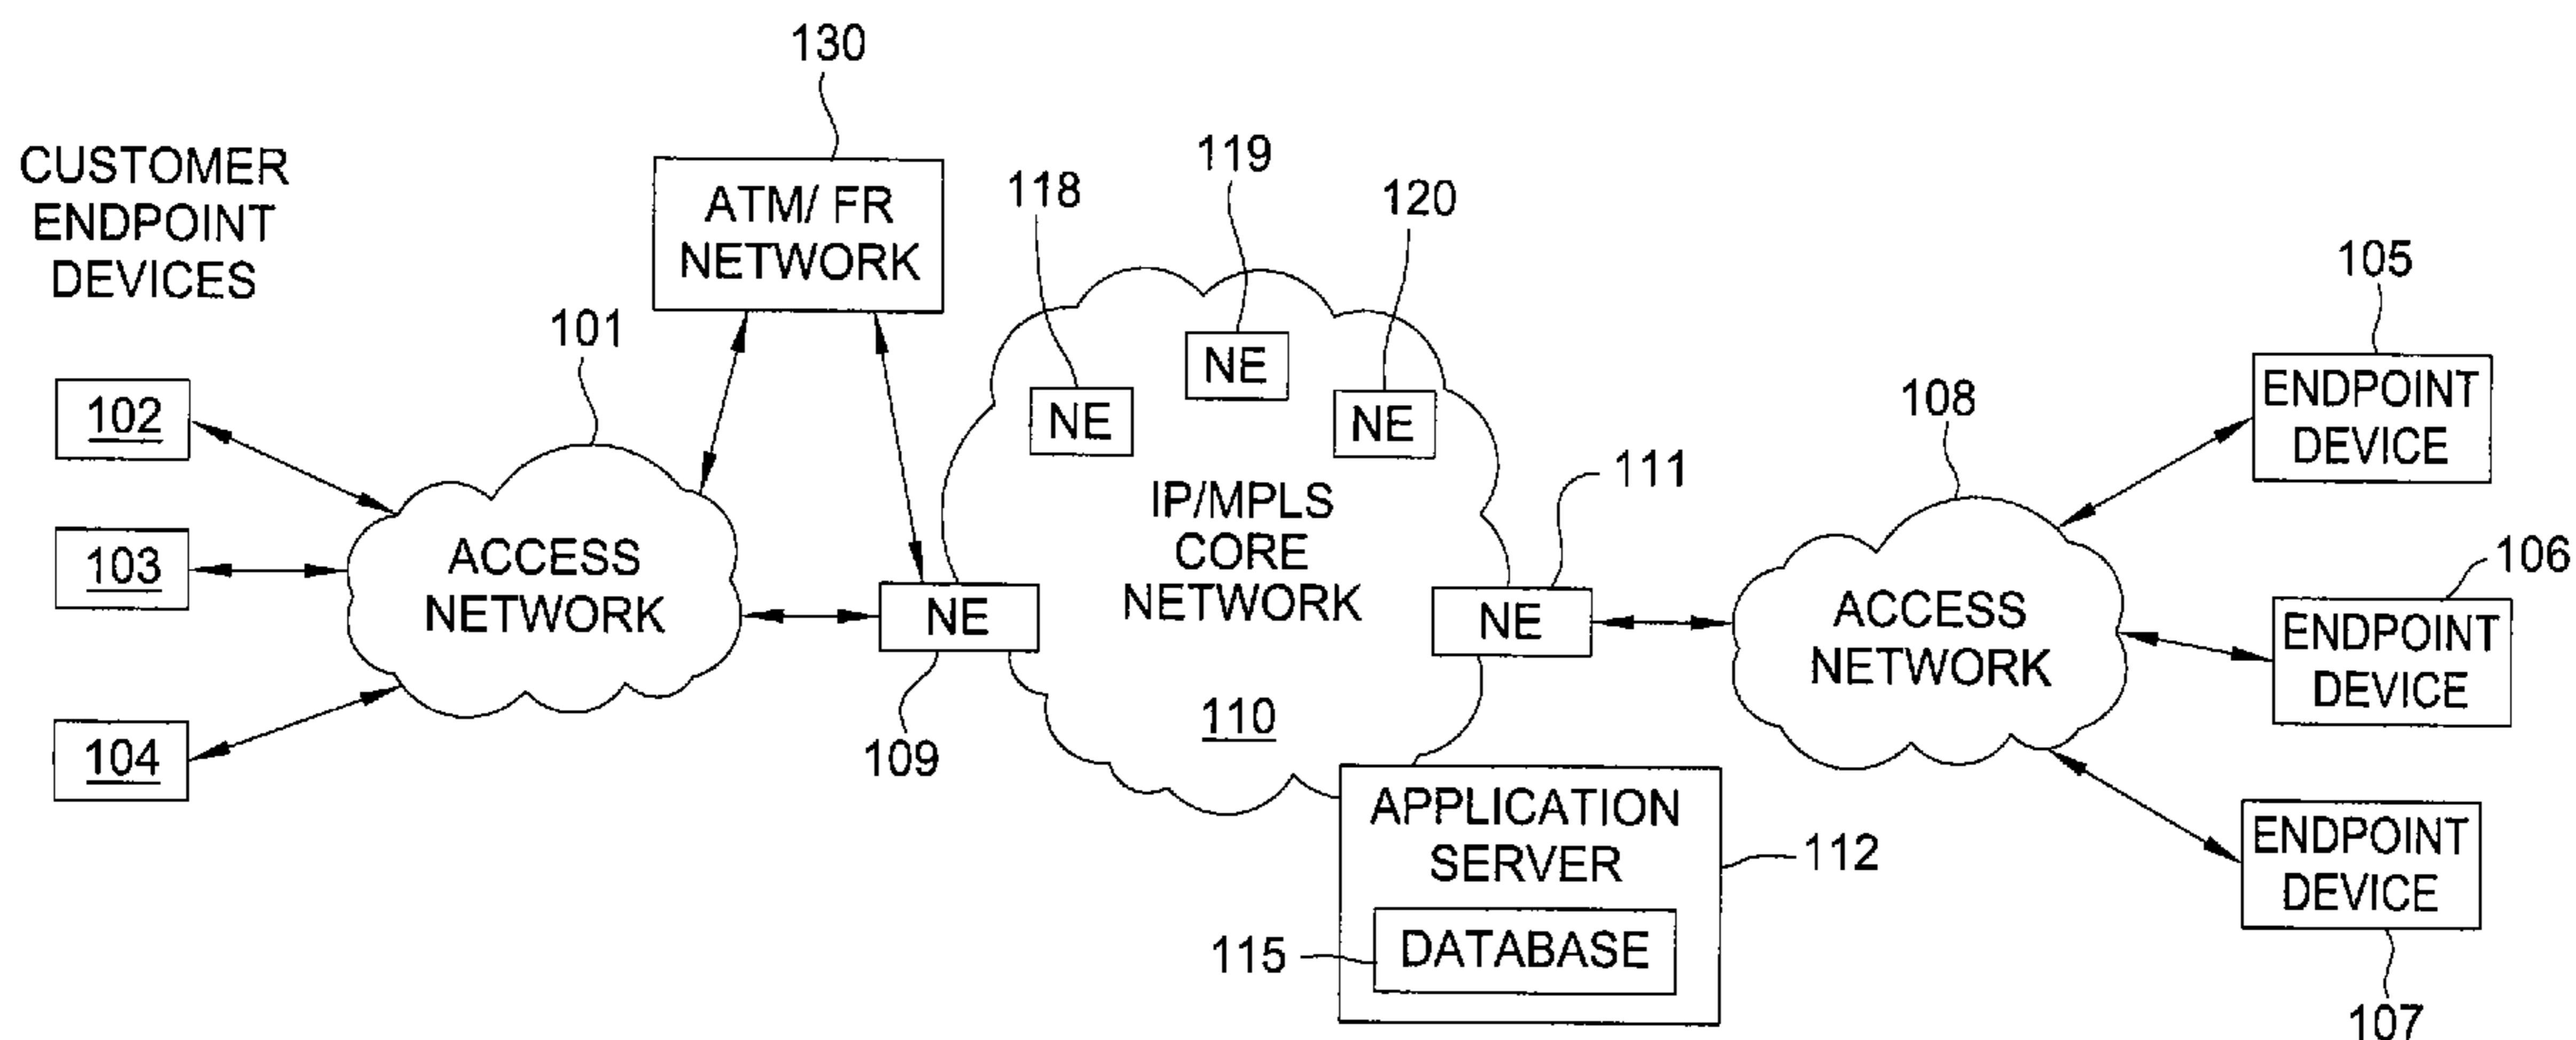 130
CUSTOMER
ENDPOINT
DEVICES
ATM/ FR
NETWORK
118
119
120
101
NE
NE
NE
102
103
104
ACCESS
NETWORK
NE
109
IP/MPLS
CORE
NETWORK
110
111
NE
APPLICATION
SERVER
112
115
DATABASE
108
ACCESS
NETWORK
105
ENDPOINT
DEVICE
106
ENDPOINT
DEVICE
ENDPOINT
DEVICE
107